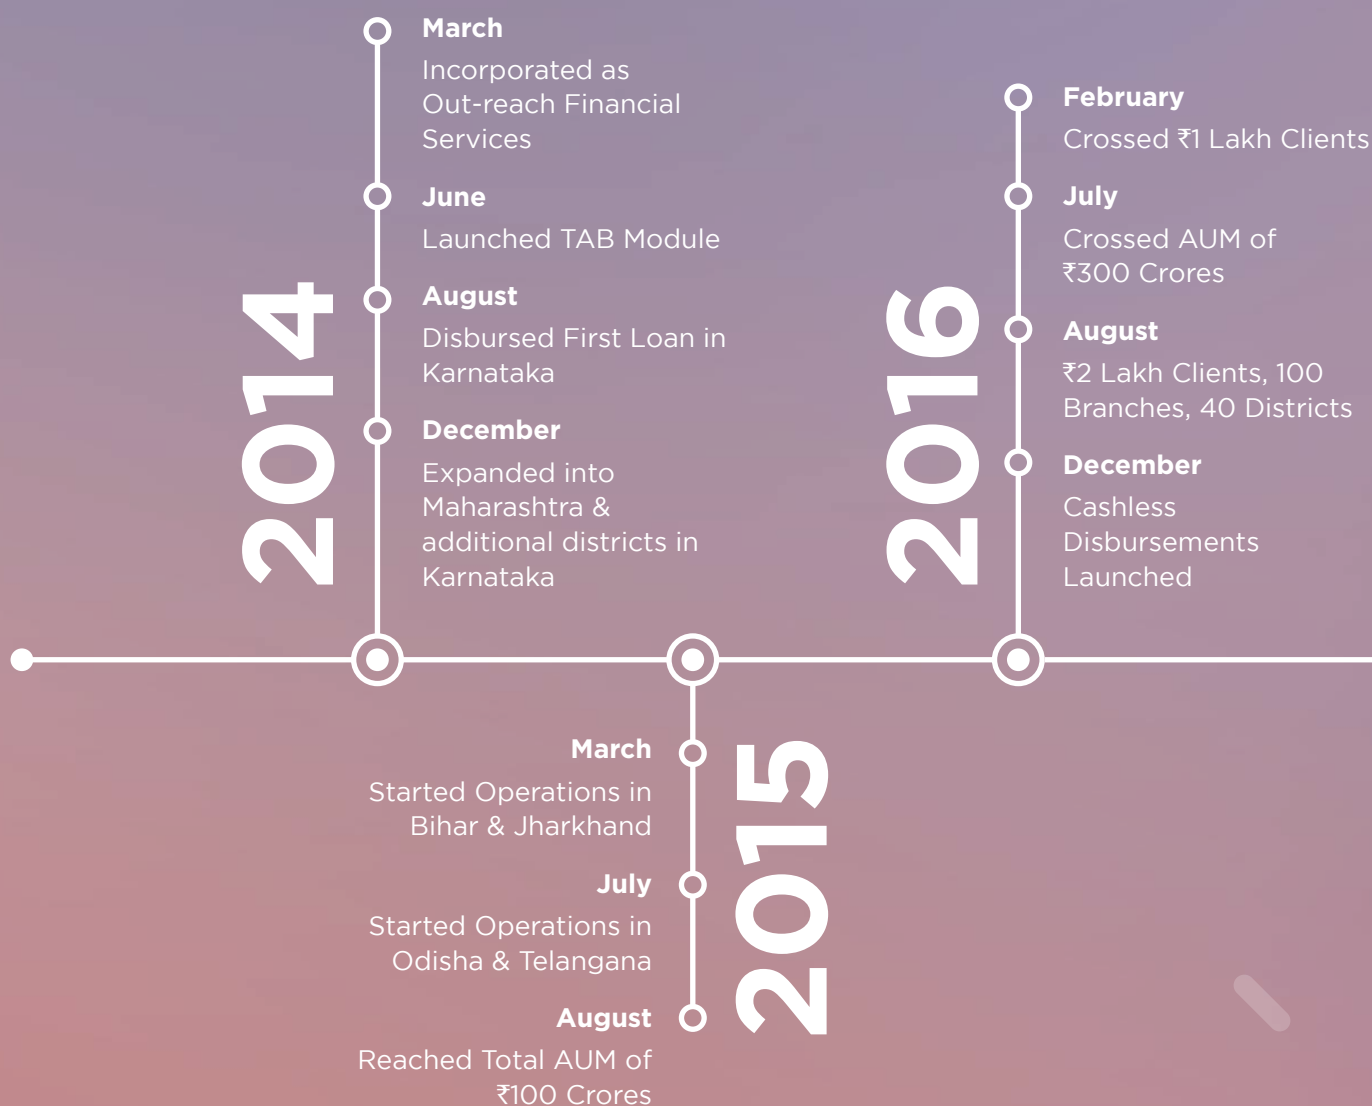 2014
March
Incorporated as
Out-reach Financial
Services
June
Launched TAB Module
August
Disbursed First Loan in
Karnataka
December
Expanded into
Maharashtra &
additional districts in
Karnataka
2015
March
Started Operations in
Bihar & Jharkhand
July
Started Operations in
Odisha & Telangana
August
Reached Total AUM of
₹100 Crores
2016
February
Crossed ₹1 Lakh Clients
July
Crossed AUM of
₹300 Crores
August
₹2 Lakh Clients, 100
Branches, 40 Districts
December
Cashless
Disbursements
Launched